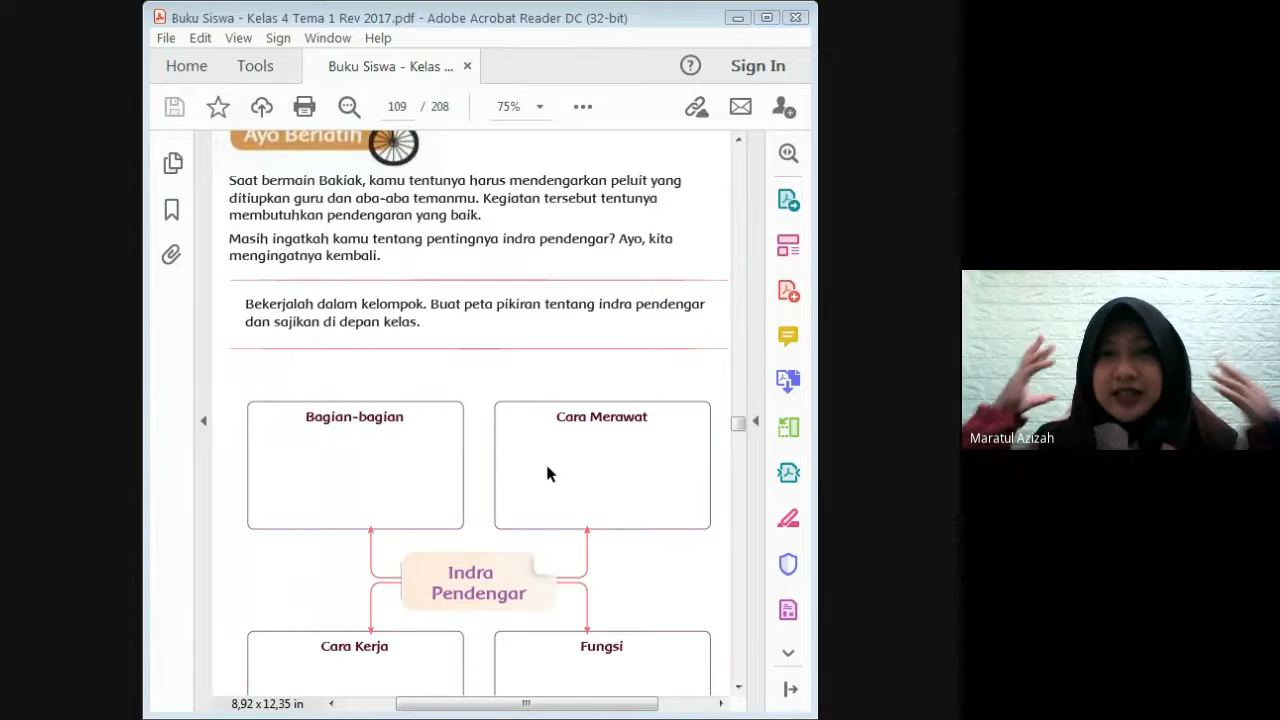 Buku Siswa - Kelas 4 Tema 1 Rev 2017.pdf - Adobe Acrobat Reader DC (32-bit)
File Edit View Sign Window Help
Home Tools Buku Siswa - Kelas ... × ? Sign In
109 / 208 75%
Ayo Berlatih
Saat bermain Bakiak, kamu tentunya harus mendengarkan peluit yang
ditiupkan guru dan aba-aba temanmu. Kegiatan tersebut tentunya
membutuhkan pendengaran yang baik.
Masih ingatkah kamu tentang pentingnya indra pendengar? Ayo, kita
mengingatnya kembali.
Bekerjalah dalam kelompok. Buat peta pikiran tentang indra pendengar
dan sajikan di depan kelas.
Bagian-bagian
Cara Merawat
Indra
Pendengar
Cara Kerja
Fungsi
8,92 x 12,35 in
Maratul Azizah